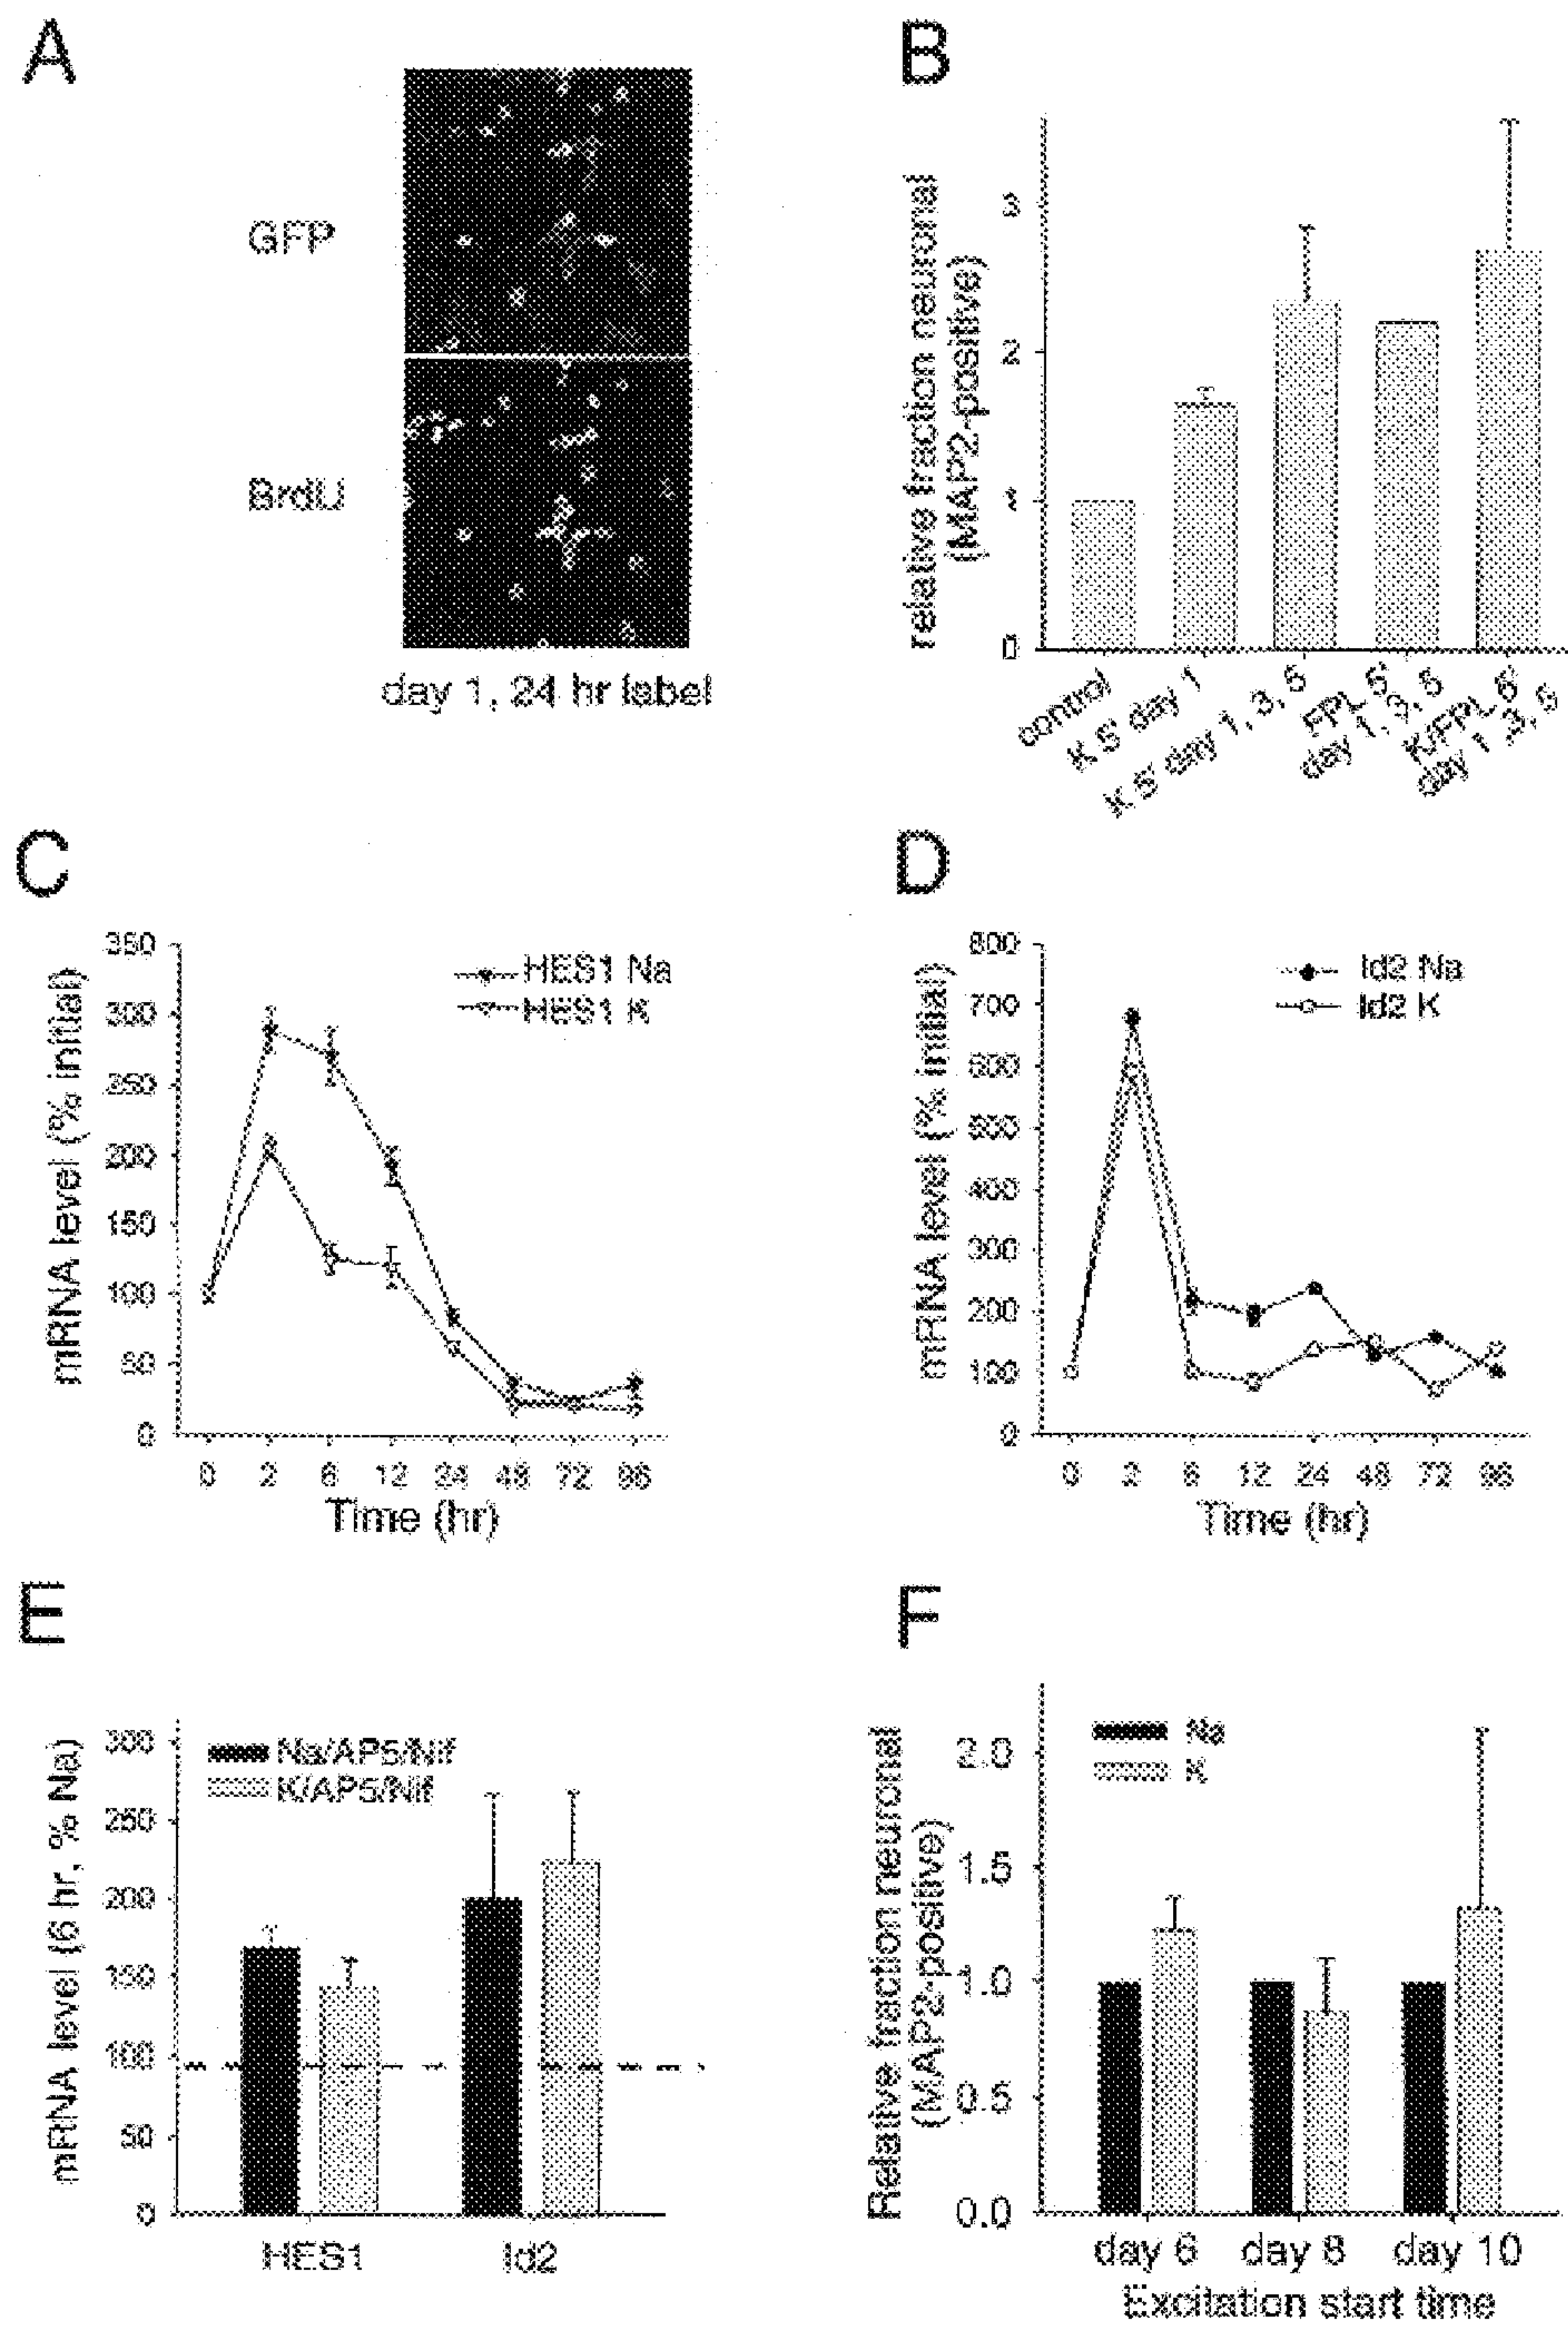 A
GFP
BrdU
day 1, 24 hr label
B
relative fraction neuronal
(MAP2-positive)
3
2
1
0
control
K 5' day 1
K 5' day 1, 3, 5
FPL 5'
day 1, 3, 5
K/FPL 5'
day 1, 3, 5
C
mRNA level (% initial)
350
300
250
200
150
100
50
0
HES1 Na
HES1 K
0 2 6 12 24 48 72 96
Time (hr)
D
mRNA level (% initial)
800
700
600
500
400
300
200
100
0
Id2 Na
Id2 K
0 2 6 12 24 48 72 96
Time (hr)
E
mRNA level (6 hr, % Na)
300
250
200
150
100
50
0
Na/AP5/Nif
K/AP5/Nif
HES1 Id2
F
Relative fraction neuronal
(MAP2-positive)
2.0
1.5
1.0
0.5
0.0
Na
K
day 6 day 8 day 10
Excitation start time